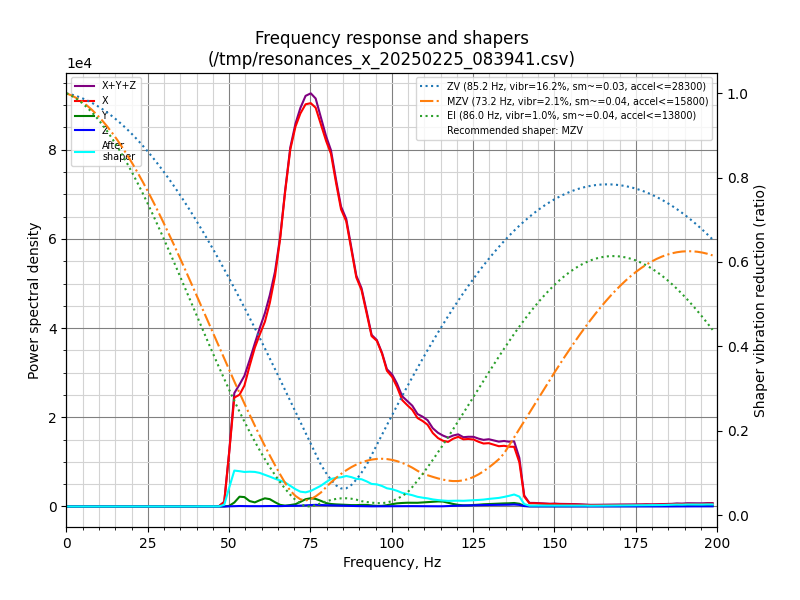 Frequency response and shapers
(/tmp/resonances_x_20250225_083941.csv)
1e4
X+Y+Z
X
Y
Z
After
shaper
ZV (85.2 Hz, vibr=16.2%, sm~=0.03, accel<=28300)
MZV (73.2 Hz, vibr=2.1%, sm~=0.04, accel<=15800)
EI (86.0 Hz, vibr=1.0%, sm~=0.04, accel<=13800)
Recommended shaper: MZV
Power spectral density
8
6
4
2
0
1.0
0.8
0.6
0.4
0.2
0.0
Shaper vibration reduction (ratio)
0 25 50 75 100 125 150 175 200
Frequency, Hz